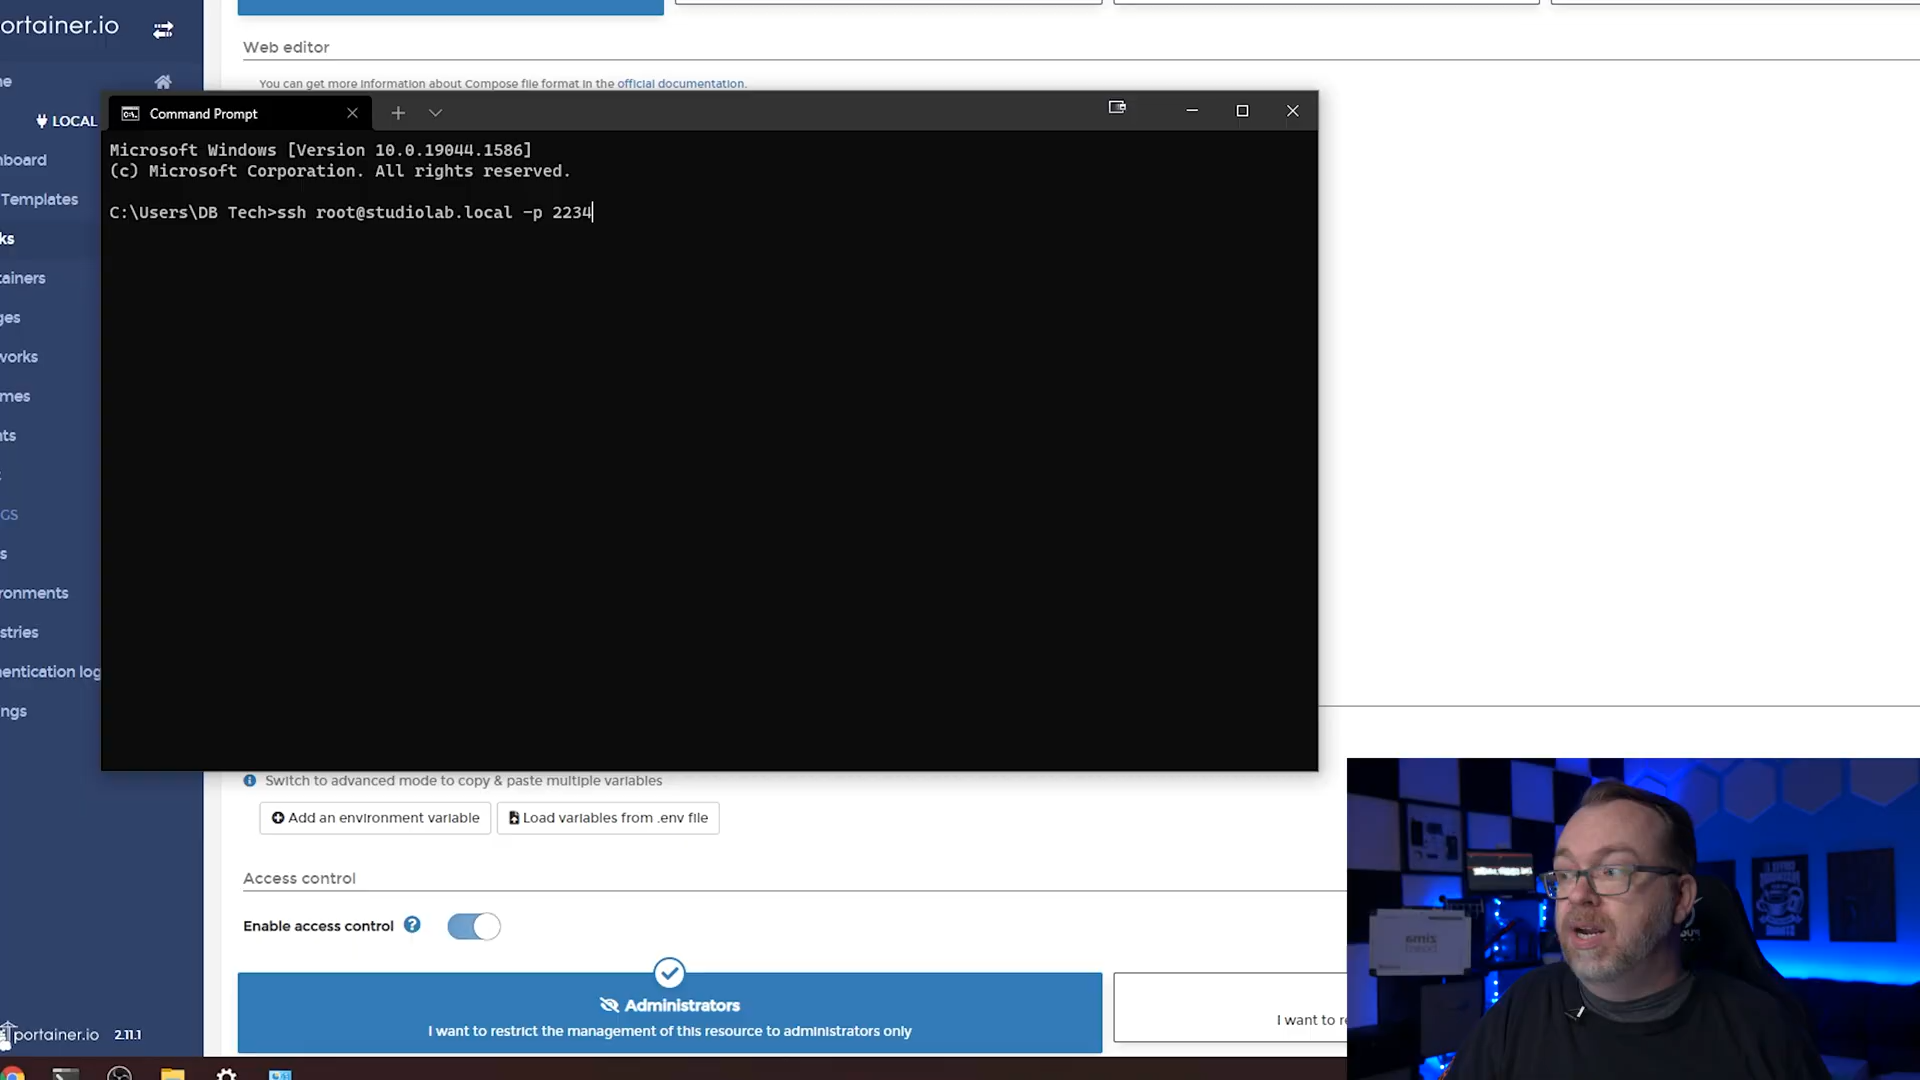 ortainer.io
Web editor
You can get more information about Compose file format in the official documentation.
me
LOCAL
hboard
Templates
ks
tainers
ges
works
mes
nts
GS
s
ronments
stries
entication log
ngs
Command Prompt
Microsoft Windows [Version 10.0.19044.1586]
(c) Microsoft Corporation. All rights reserved.
C:\Users\DB Tech>ssh root@studiolab.local -p 2234
Switch to advanced mode to copy & paste multiple variables
Add an environment variable
Load variables from .env file
Access control
Enable access control
Administrators
I want to restrict the management of this resource to administrators only
I want to r
portainer.io 2.11.1